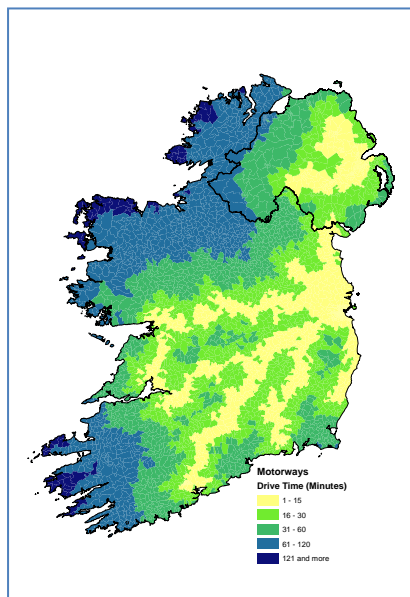 Motorways
Drive Time (Minutes)
1 - 15
16 - 30
31 - 60
61 - 120
121 and more